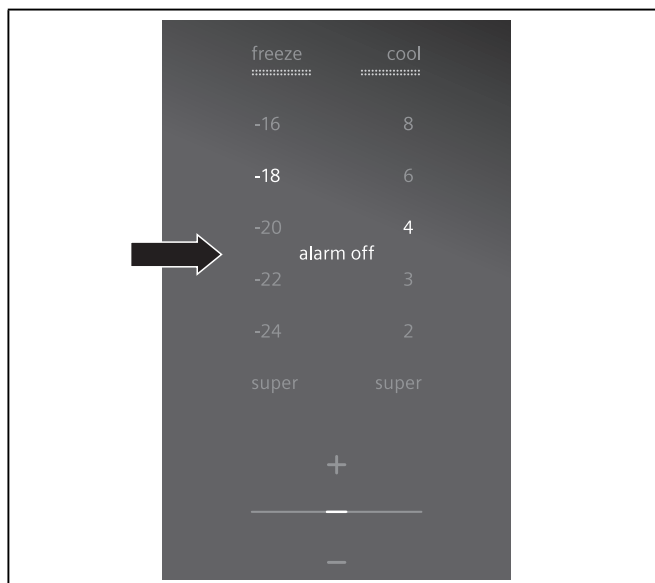 freeze cool
-16 8
-18 6
-20 4
alarm off
-22 3
-24 2
super super
+
−